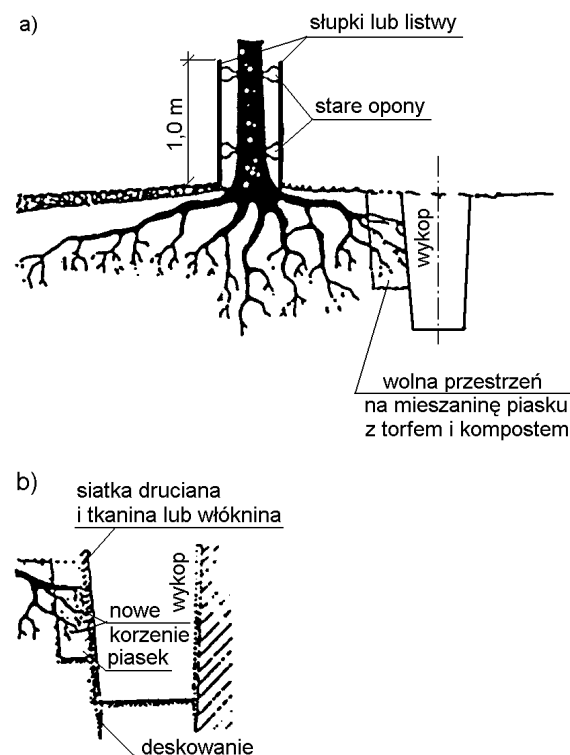 a)
słupki lub listwy
stare opony
1,0 m
wykop
wolna przestrzeń
na mieszaninę piasku
z torfem i kompostem
b)
siatka druciana
i tkanina lub włóknina
wykop
nowe
korzenie
piasek
deskowanie